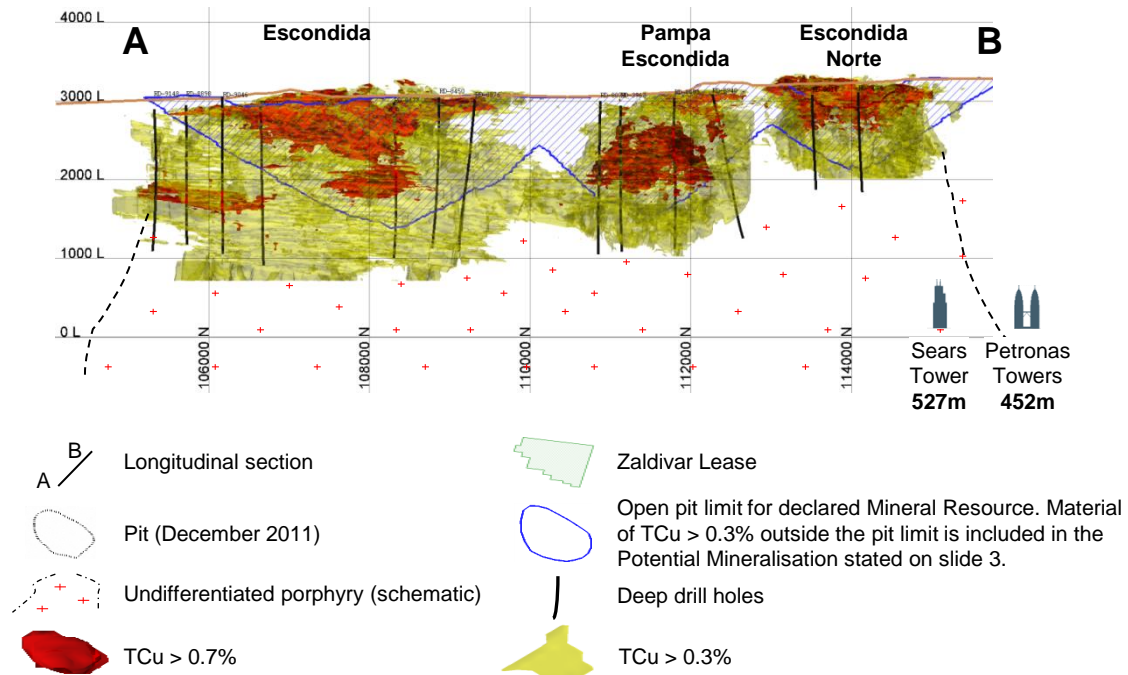 4000 L
A
Escondida
Pampa
Escondida
Escondida
Norte
B
3000 L
2000 L
1000 L
0 L
106000 N
108000 N
110000 N
112000 N
114000 N
Sears
Tower
527m
Petronas
Towers
452m
B
A
Longitudinal section
Zaldivar Lease
Pit (December 2011)
Open pit limit for declared Mineral Resource. Material
of TCu > 0.3% outside the pit limit is included in the
Potential Mineralisation stated on slide 3.
Undifferentiated porphyry (schematic)
Deep drill holes
TCu > 0.7%
TCu > 0.3%